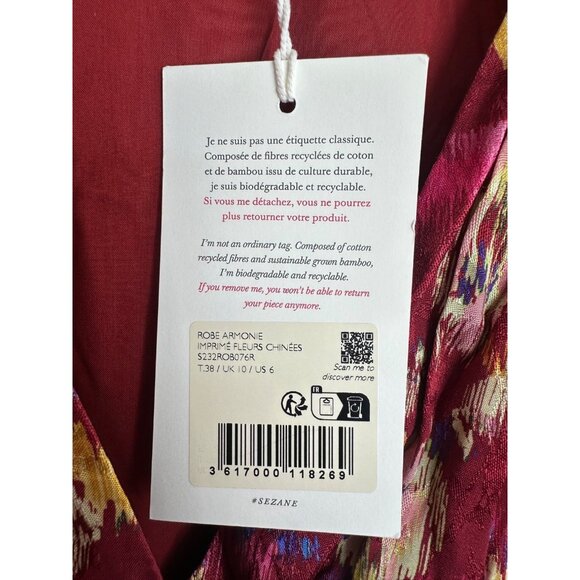 Je ne suis pas une étiquette classique.
Composée de fibres recyclées de coton
et de bambou issu de culture durable,
je suis biodégradable et recyclable.
Si vous me détachez, vous ne pourrez
plus retourner votre produit.
I'm not an ordinary tag. Composed of cotton
recycled fibres and sustainable grown bamboo,
I'm biodegradable and recyclable.
If you remove me, you won't be able to return
your piece anymore.
ROBE ARMONIE
IMPRIMÉ FLEURS CHINÉES
S232ROB076R
T.38 / UK 10 / US 6
Scan me to
discover more
FR
3 617000 118269
#SEZANE